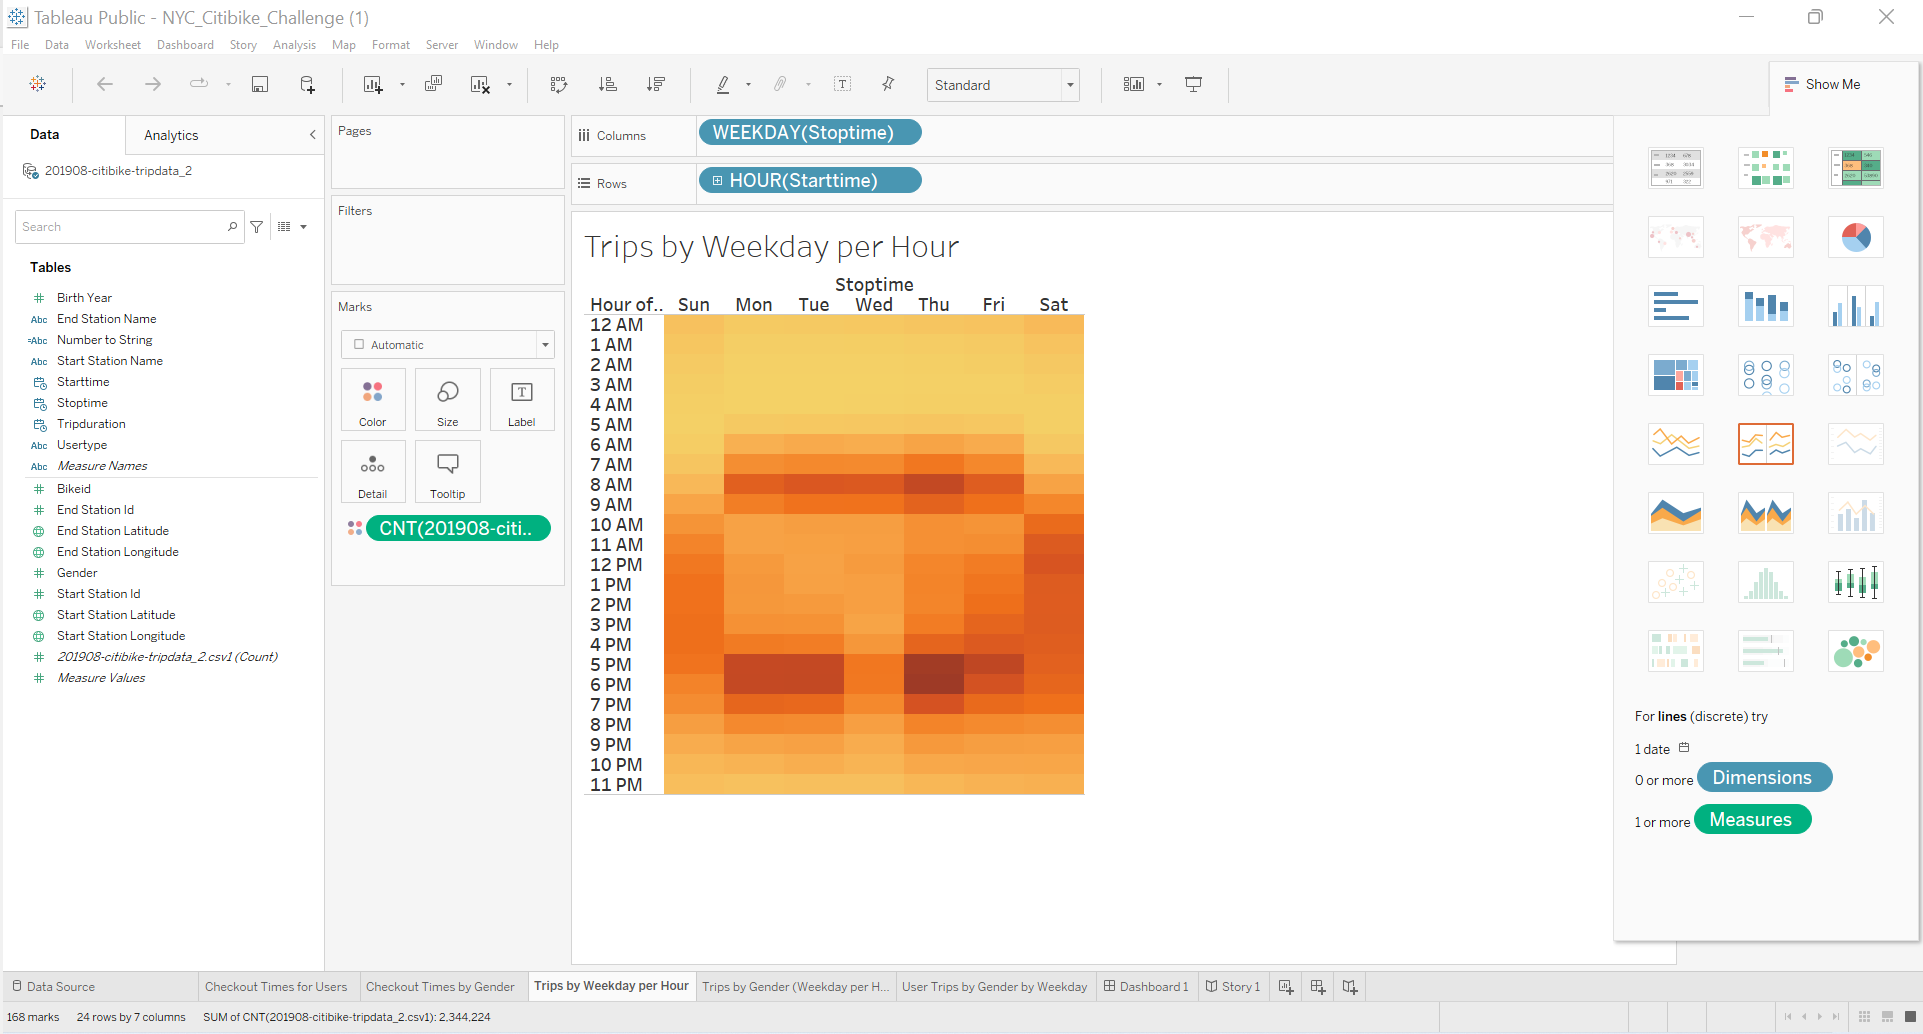 Tableau Public - NYC_Citibike_Challenge (1)
File Data Worksheet Dashboard Story Analysis Map Format Server Window Help
Standard
Show Me
Data Analytics
201908-citibike-tripdata_2
Search
Tables
Birth Year
Abc End Station Name
=Abc Number to String
Abc Start Station Name
Starttime
Stoptime
Tripduration
Abc Usertype
Abc Measure Names
Bikeid
End Station Id
End Station Latitude
End Station Longitude
Gender
Start Station Id
Start Station Latitude
Start Station Longitude
201908-citibike-tripdata_2.csv1 (Count)
Measure Values
Pages
Filters
Marks
Automatic
Color Size Label
Detail Tooltip
CNT(201908-citi..
Columns WEEKDAY(Stoptime)
Rows HOUR(Starttime)
Trips by Weekday per Hour
Stoptime
Hour of.. Sun Mon Tue Wed Thu Fri Sat
12 AM
1 AM
2 AM
3 AM
4 AM
5 AM
6 AM
7 AM
8 AM
9 AM
10 AM
11 AM
12 PM
1 PM
2 PM
3 PM
4 PM
5 PM
6 PM
7 PM
8 PM
9 PM
10 PM
11 PM
For lines (discrete) try
1 date
0 or more Dimensions
1 or more Measures
Data Source Checkout Times for Users Checkout Times by Gender Trips by Weekday per Hour Trips by Gender (Weekday per H... User Trips by Gender by Weekday Dashboard 1 Story 1
168 marks 24 rows by 7 columns SUM of CNT(201908-citibike-tripdata_2.csv1): 2,344,224